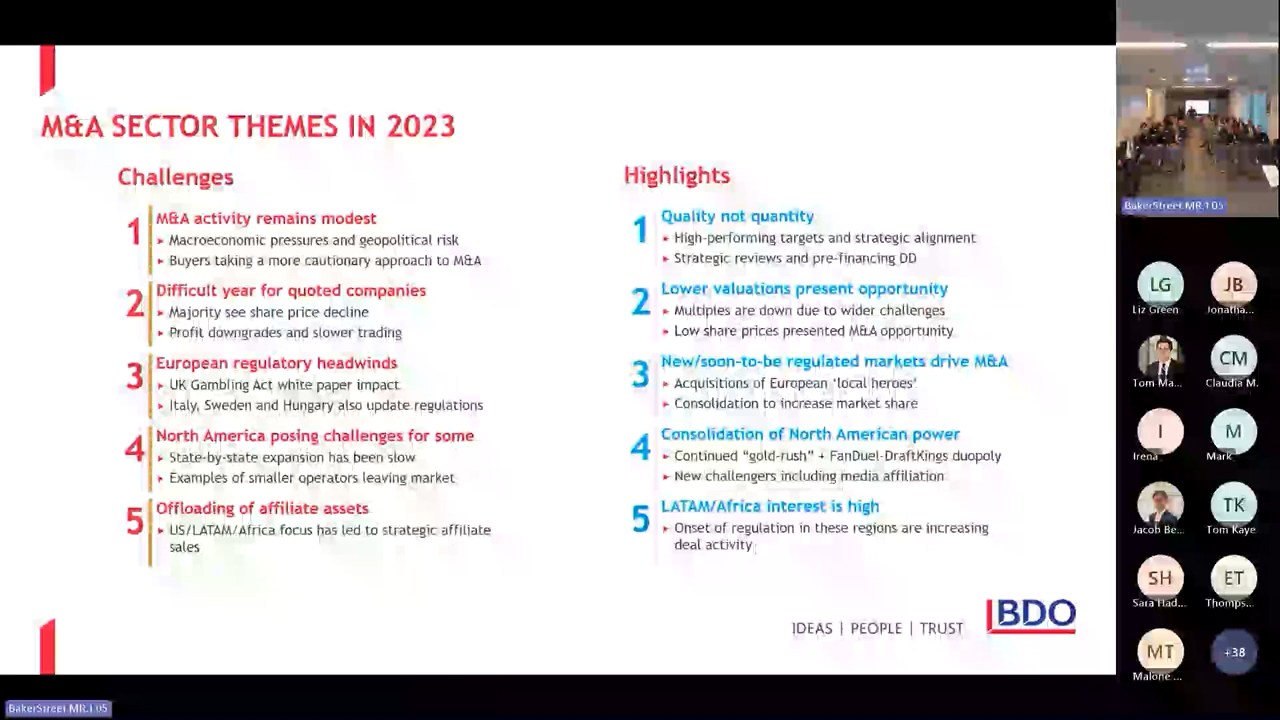 M&A SECTOR THEMES IN 2023
Challenges
1
M&A activity remains modest
Macroeconomic pressures and geopolitical risk
Buyers taking a more cautionary approach to M&A
2
Difficult year for quoted companies
Majority see share price decline
Profit downgrades and slower trading
3
European regulatory headwinds
UK Gambling Act white paper impact
Italy, Sweden and Hungary also update regulations
4
North America posing challenges for some
State-by-state expansion has been slow
Examples of smaller operators leaving market
5
Offloading of affiliate assets
US/LATAM/Africa focus has led to strategic affiliate
sales
Highlights
1
Quality not quantity
High-performing targets and strategic alignment
Strategic reviews and pre-financing DD
2
Lower valuations present opportunity
Multiples are down due to wider challenges
Low share prices presented M&A opportunity
3
New/soon-to-be regulated markets drive M&A
Acquisitions of European ‘local heroes’
Consolidation to increase market share
4
Consolidation of North American power
Continued “gold-rush” + FanDuel-DraftKings duopoly
New challengers including media affiliation
5
LATAM/Africa interest is high
Onset of regulation in these regions are increasing
deal activity
IDEAS | PEOPLE | TRUST
BDO
BakerStreet MR.1 05
LG
Liz Green
JB
Jonatha...
Tom Ma...
CM
Claudia M.
I
Irena
M
Mark
Jacob Be...
TK
Tom Kaye
SH
Sara Had...
ET
Thomps...
MT
Malone ...
+38
BakerStreet MR.1 05